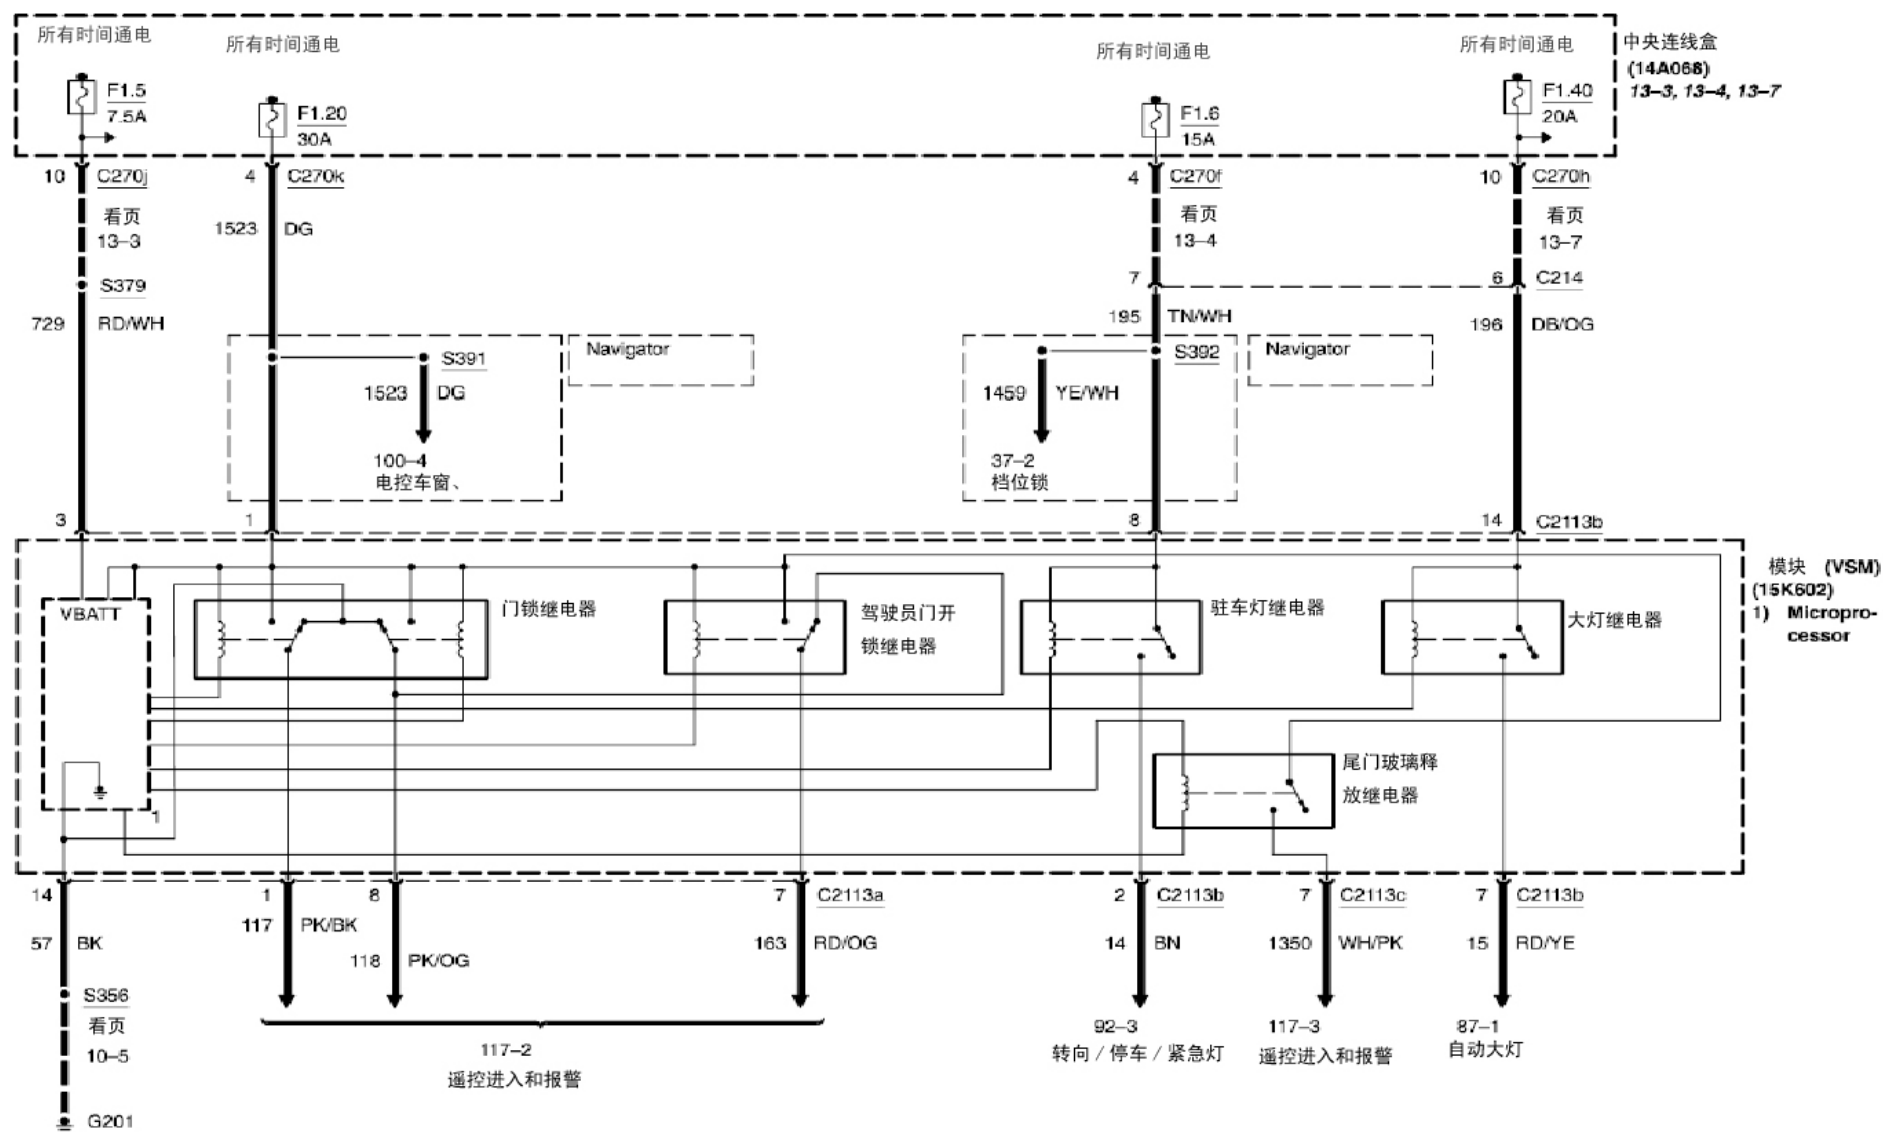 所有时间通电
所有时间通电
所有时间通电
所有时间通电
中央连线盒
(14A068)
13–3, 13–4, 13–7
F1.5
7.5A
F1.20
30A
F1.6
15A
F1.40
20A
10 C270j
4 C270k
4 C270f
10 C270h
看页
13–3
1523 DG
看页
13–4
看页
13–7
S379
7
6 C214
729 RD/WH
195 TN/WH
196 DB/OG
S391
Navigator
S392
Navigator
1523 DG
1459 YE/WH
100–4
电控车窗、
37–2
档位锁
3
1
8
14 C2113b
模块 (VSM)
(15K602)
1) Micropro-
cessor
VBATT
门锁继电器
驾驶员门开
锁继电器
驻车灯继电器
大灯继电器
尾门玻璃释
放继电器
1
14
1
8
7 C2113a
2 C2113b
7 C2113c
7 C2113b
57 BK
117 PK/BK
118 PK/OG
163 RD/OG
14 BN
1350 WH/PK
15 RD/YE
S356
看页
10–5
G201
117–2
遥控进入和报警
92–3
转向 / 停车 / 紧急灯
117–3
遥控进入和报警
87–1
自动大灯